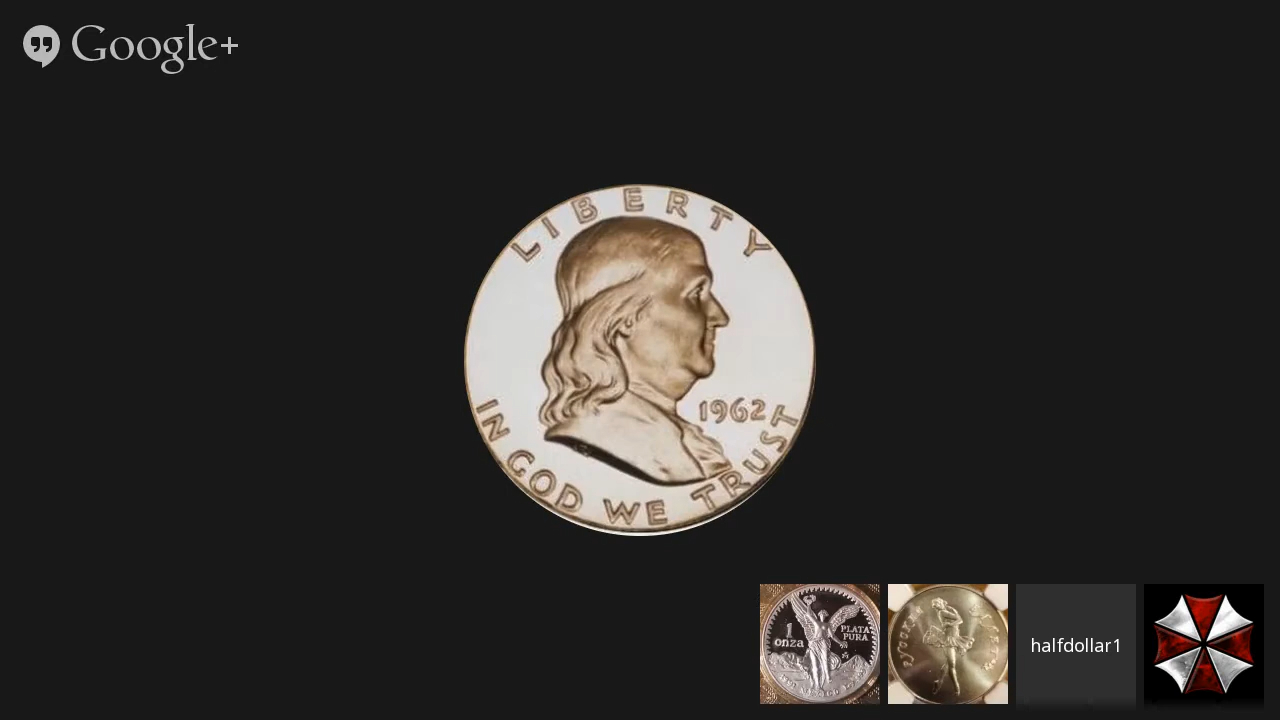 Google+
LIBERTY
1962
IN GOD WE TRUST
1
onza
PLATA
PURA
halfdollar1